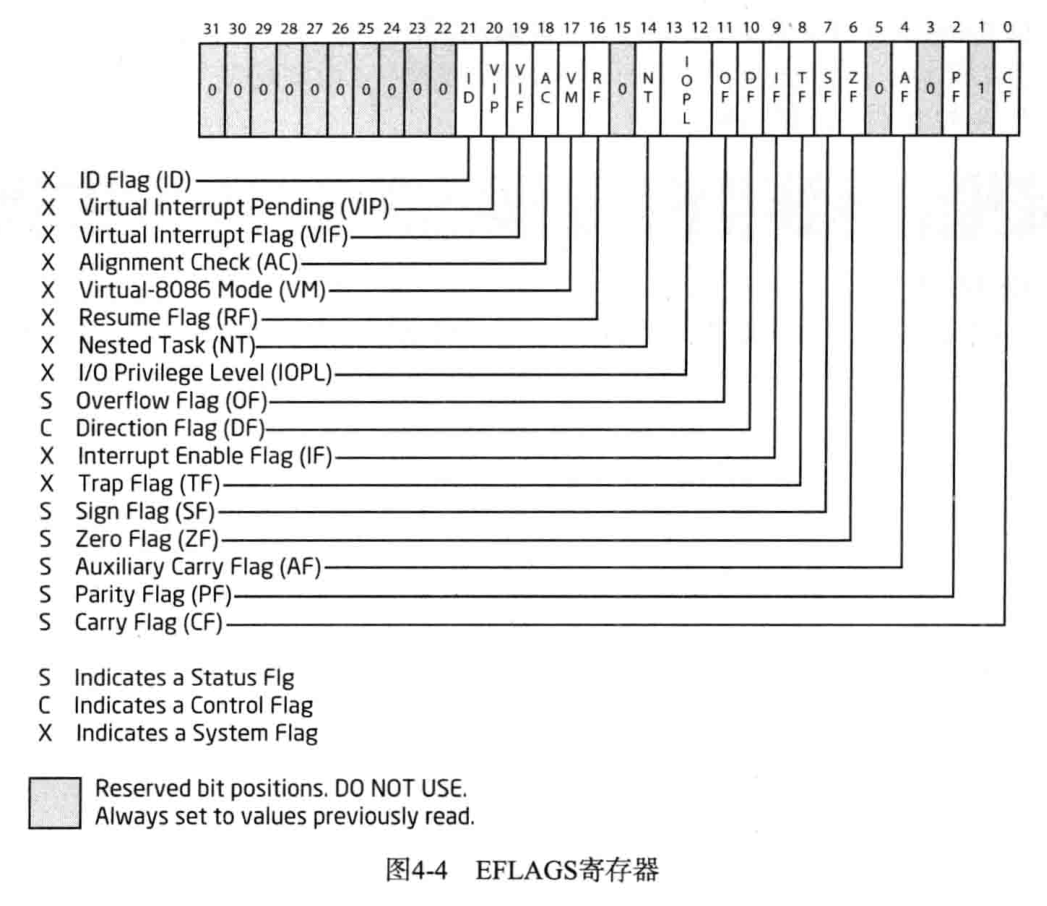 31 30 29 28 27 26 25 24 23 22 21 20 19 18 17 16 15 14 13 12 11 10 9 8 7 6 5 4 3 2 1 0
0 0 0 0 0 0 0 0 0 0 ID VIP VIF AC VM RF 0 NT IOPL OF DF IF TF SF ZF 0 AF 0 PF 1 CF
X ID Flag (ID)
X Virtual Interrupt Pending (VIP)
X Virtual Interrupt Flag (VIF)
X Alignment Check (AC)
X Virtual-8086 Mode (VM)
X Resume Flag (RF)
X Nested Task (NT)
X I/O Privilege Level (IOPL)
S Overflow Flag (OF)
C Direction Flag (DF)
X Interrupt Enable Flag (IF)
X Trap Flag (TF)
S Sign Flag (SF)
S Zero Flag (ZF)
S Auxiliary Carry Flag (AF)
S Parity Flag (PF)
S Carry Flag (CF)
S Indicates a Status Flg
C Indicates a Control Flag
X Indicates a System Flag
Reserved bit positions. DO NOT USE.
Always set to values previously read.
图4-4 EFLAGS寄存器